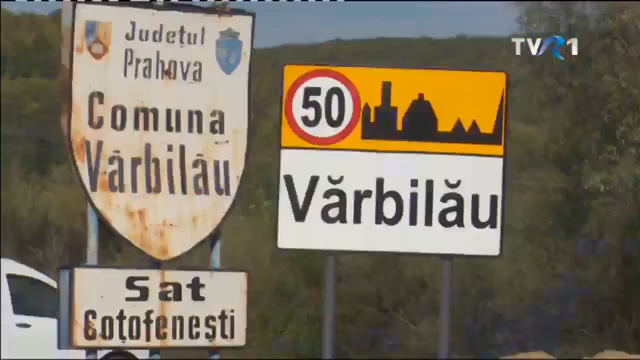 Județul
Prahova
Comuna
Vărbilău
Sat
Coțofenești
50
Vărbilău
TVR1